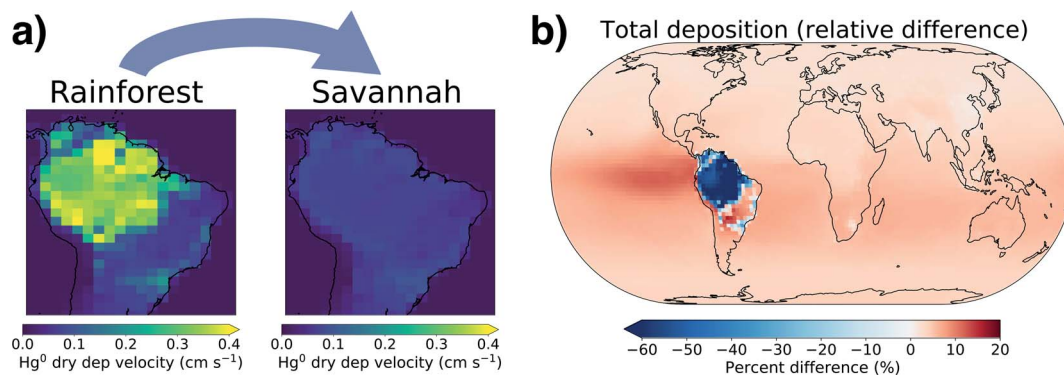 a)
Rainforest
Savannah
0.0 0.1 0.2 0.3 0.4
Hg⁰ dry dep velocity (cm s⁻¹)
0.0 0.1 0.2 0.3 0.4
Hg⁰ dry dep velocity (cm s⁻¹)
b)
Total deposition (relative difference)
−60 −50 −40 −30 −20 −10 0 10 20
Percent difference (%)